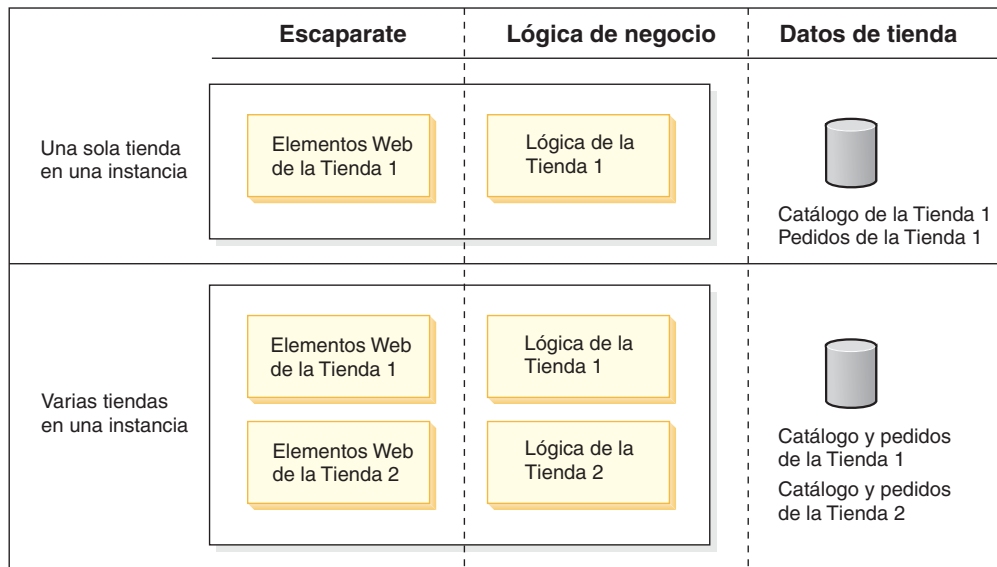 Escaparate
Lógica de negocio
Datos de tienda
Una sola tienda
en una instancia
Elementos Web
de la Tienda 1
Lógica de la
Tienda 1
Catálogo de la Tienda 1
Pedidos de la Tienda 1
Varias tiendas
en una instancia
Elementos Web
de la Tienda 1
Lógica de la
Tienda 1
Elementos Web
de la Tienda 2
Lógica de la
Tienda 2
Catálogo y pedidos
de la Tienda 1
Catálogo y pedidos
de la Tienda 2